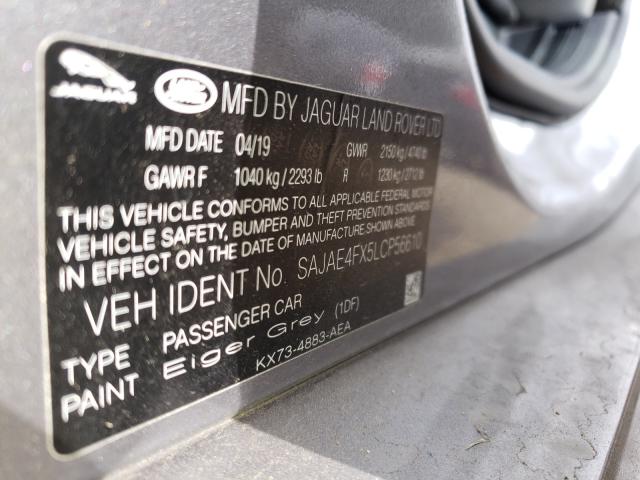 JAGUAR LAND ROVER MFD BY JAGUAR LAND ROVER LTD
MFD DATE 04/19 GVWR 2150 kg / 4740 lb
GAWR F 1040 kg / 2293 lb R 1230 kg / 2712 lb
THIS VEHICLE CONFORMS TO ALL APPLICABLE FEDERAL MOTOR
VEHICLE SAFETY, BUMPER AND THEFT PREVENTION STANDARDS
IN EFFECT ON THE DATE OF MANUFACTURE SHOWN ABOVE
VEH IDENT No. SAJAE4FX5LCP56610
TYPE PASSENGER CAR
PAINT Eiger Grey (1DF)
KX73-4883-AEA